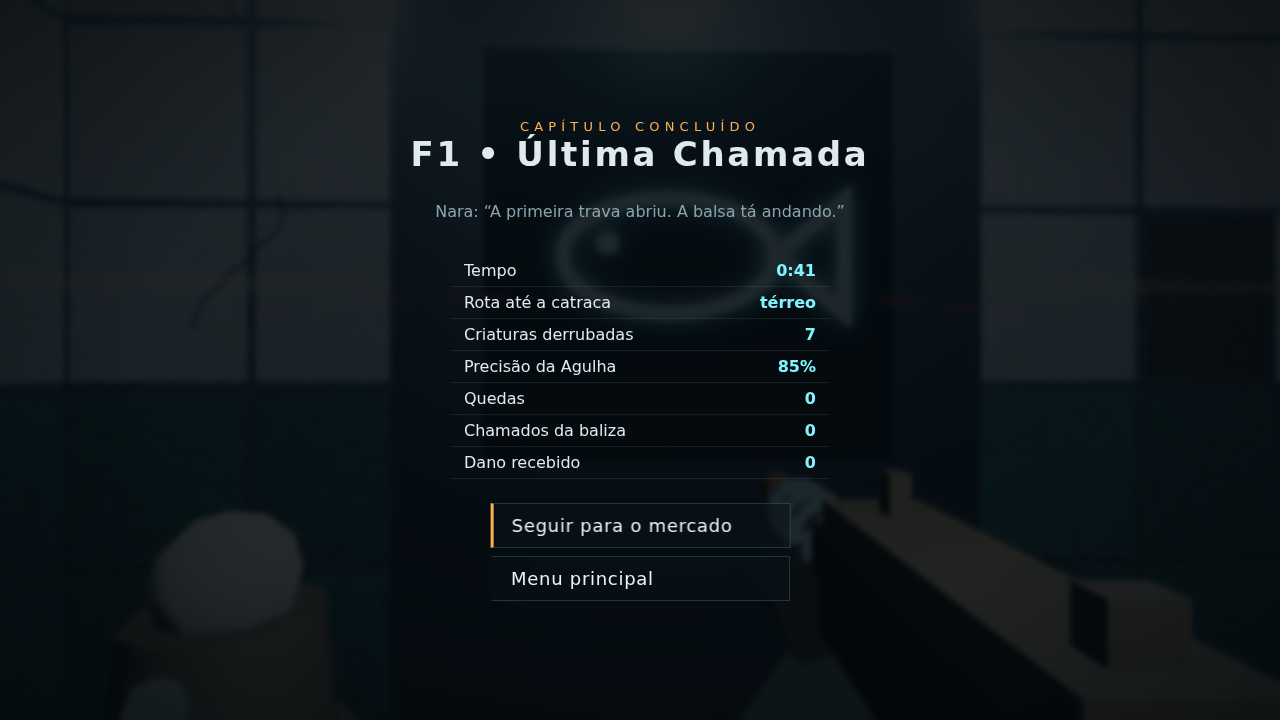 CAPÍTULO CONCLUÍDO
F1 • Última Chamada
Nara: “A primeira trava abriu. A balsa tá andando.”
Tempo 0:41
Rota até a catraca térreo
Criaturas derrubadas 7
Precisão da Agulha 85%
Quedas 0
Chamados da baliza 0
Dano recebido 0
Seguir para o mercado
Menu principal